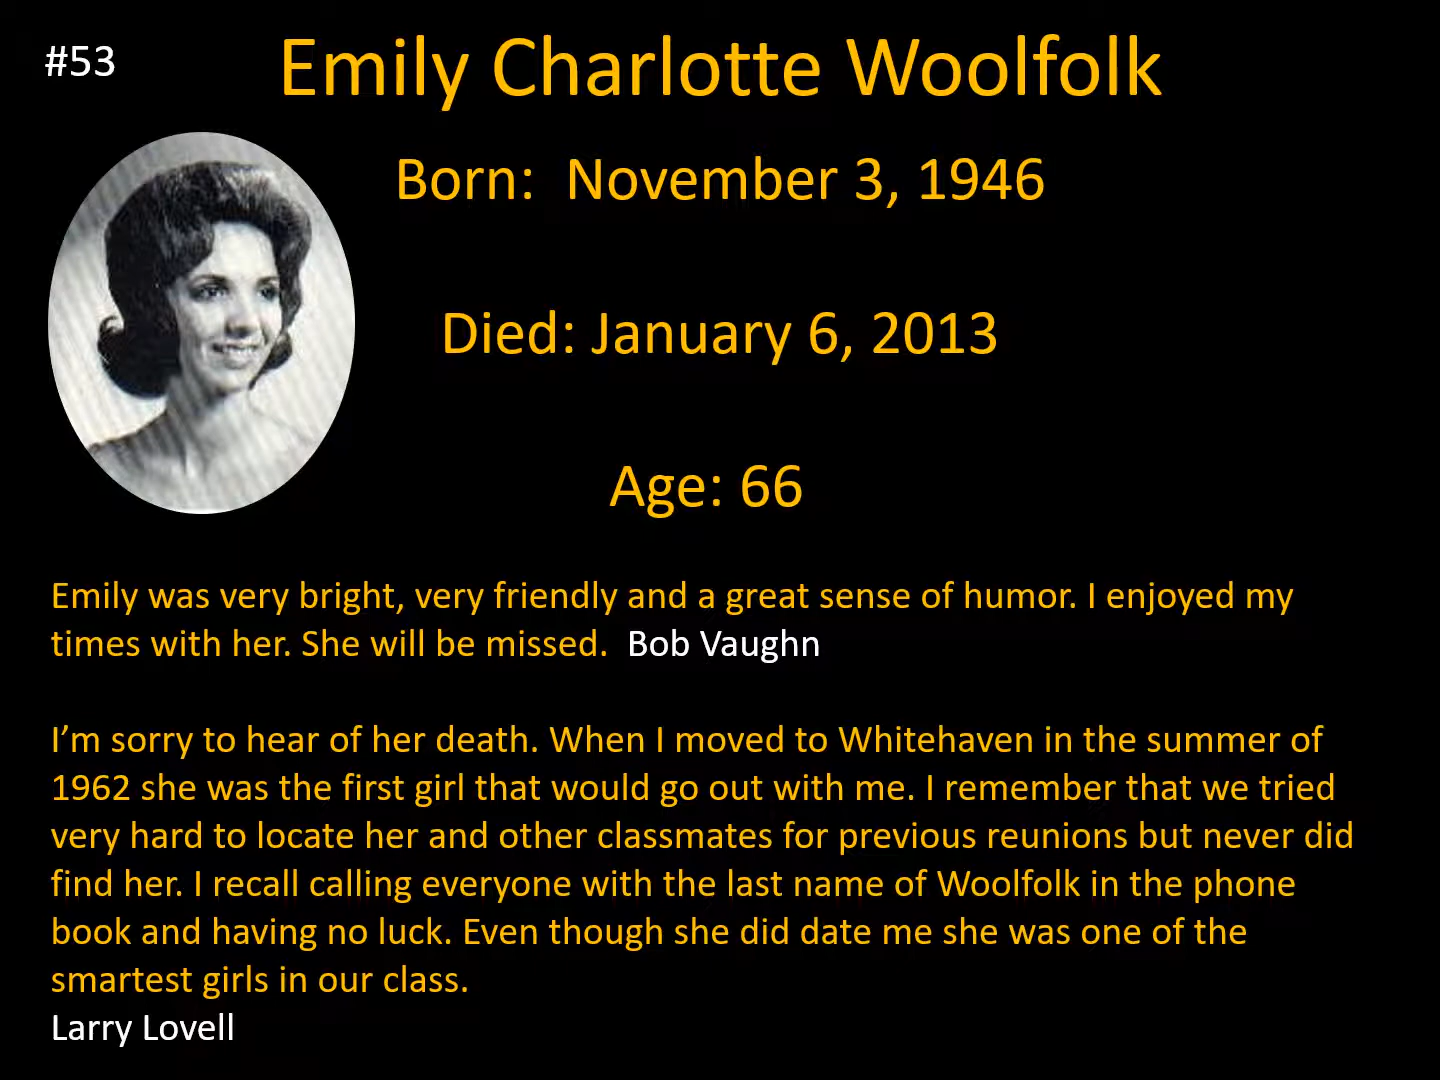 #53
Emily Charlotte Woolfolk
Born:  November 3, 1946
Died: January 6, 2013
Age: 66
Emily was very bright, very friendly and a great sense of humor. I enjoyed my
times with her. She will be missed.  Bob Vaughn
I’m sorry to hear of her death. When I moved to Whitehaven in the summer of
1962 she was the first girl that would go out with me. I remember that we tried
very hard to locate her and other classmates for previous reunions but never did
find her. I recall calling everyone with the last name of Woolfolk in the phone
book and having no luck. Even though she did date me she was one of the
smartest girls in our class.
Larry Lovell